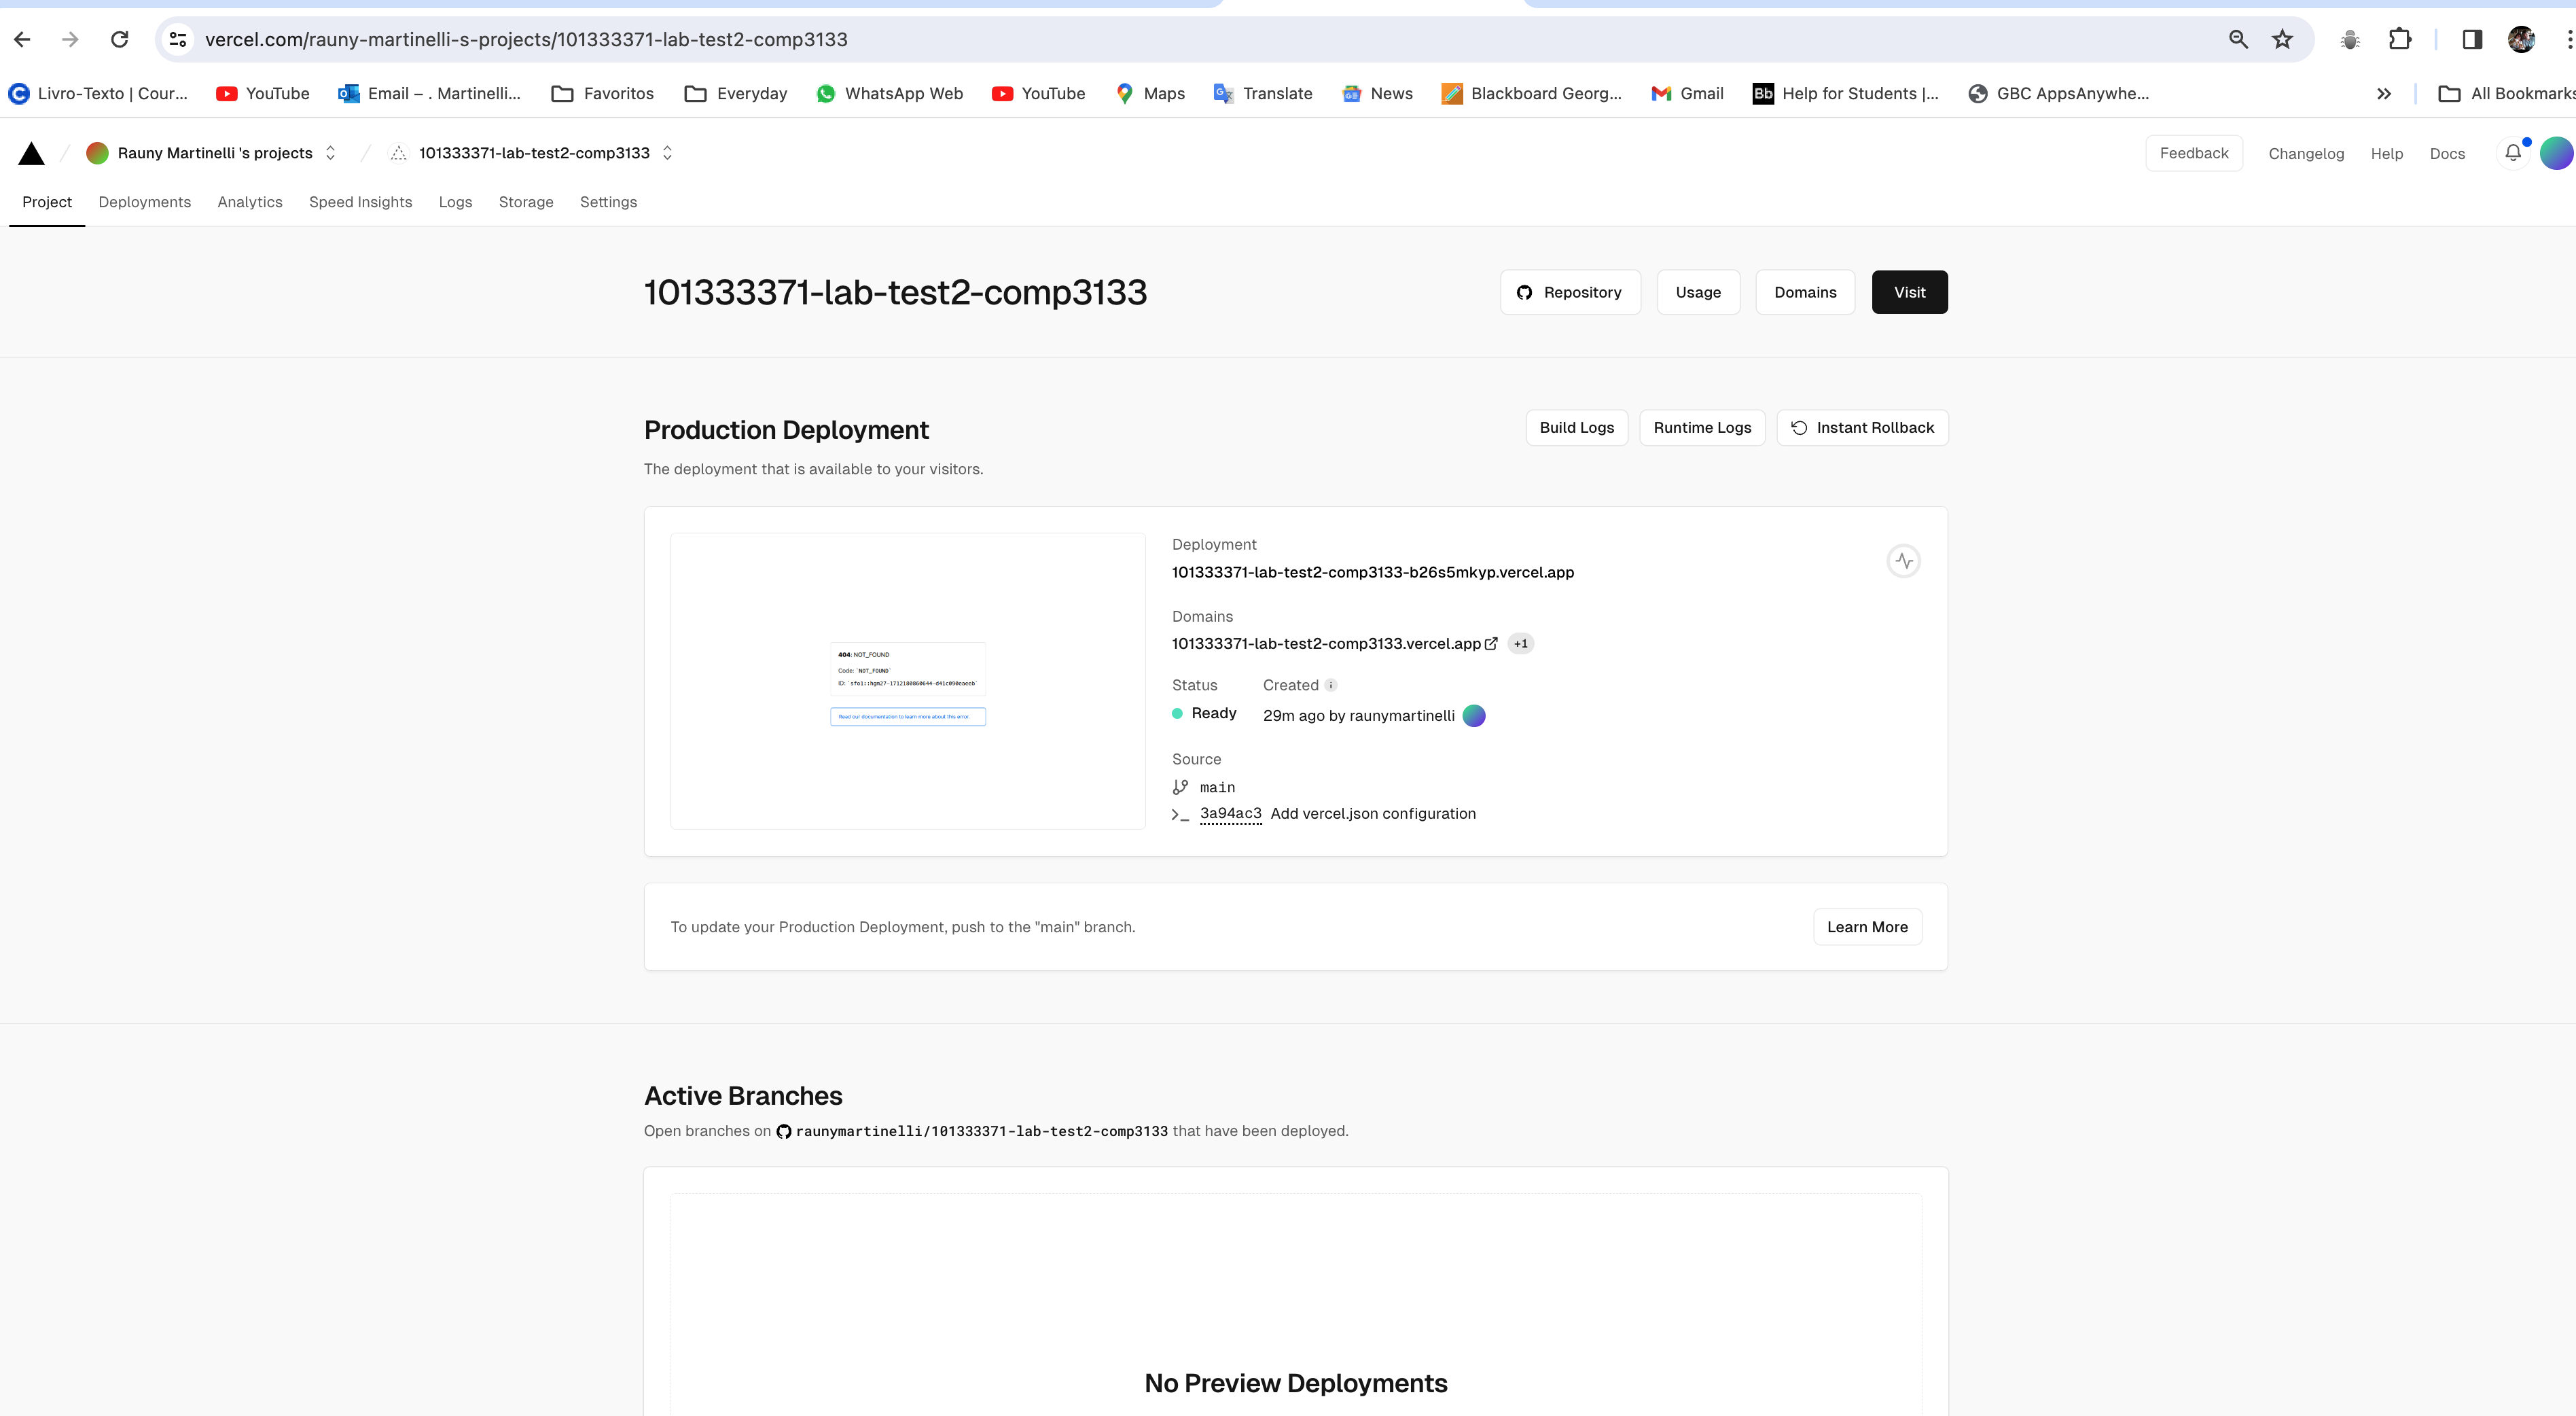 vercel.com/rauny-martinelli-s-projects/101333371-lab-test2-comp3133
Livro-Texto | Cour... YouTube Email – . Martinelli... Favoritos Everyday WhatsApp Web YouTube Maps Translate News Blackboard Georg... Gmail Bb Help for Students |... GBC AppsAnywhe... All Bookmarks
Rauny Martinelli 's projects 101333371-lab-test2-comp3133 Feedback Changelog Help Docs
Project Deployments Analytics Speed Insights Logs Storage Settings
101333371-lab-test2-comp3133 Repository Usage Domains Visit
Production Deployment Build Logs Runtime Logs Instant Rollback
The deployment that is available to your visitors.
Deployment
101333371-lab-test2-comp3133-b26s5mkyp.vercel.app
Domains
101333371-lab-test2-comp3133.vercel.app +1
404: NOT_FOUND
Code: `NOT_FOUND`
Read our documentation to learn more about this error.
Status Created
Ready 29m ago by raunymartinelli
Source
main
3a94ac3 Add vercel.json configuration
To update your Production Deployment, push to the "main" branch. Learn More
Active Branches
Open branches on raunymartinelli/101333371-lab-test2-comp3133 that have been deployed.
No Preview Deployments